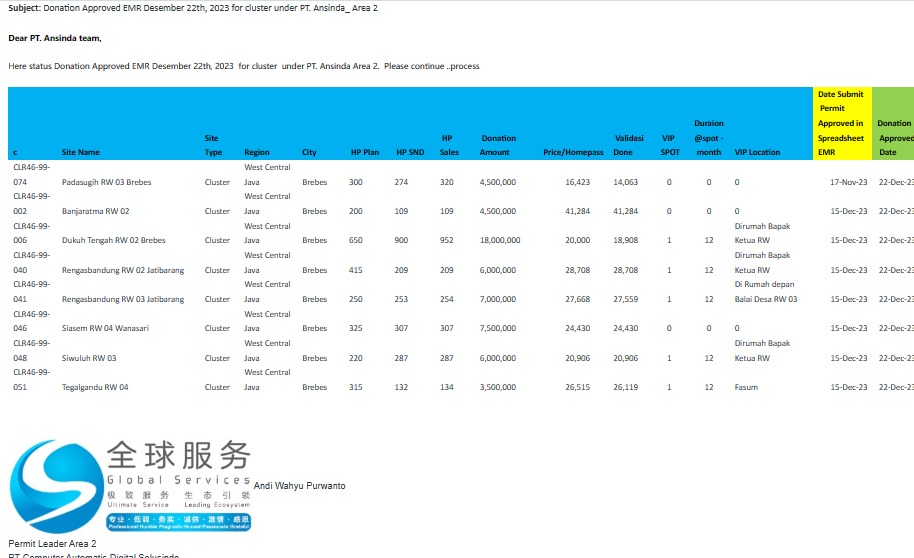 Subject: Donation Approved EMR Desember 22th, 2023 for cluster under PT. Ansinda_ Area 2
Dear PT. Ansinda team,
Here status Donation Approved EMR Desember 22th, 2023 for cluster under PT. Ansinda Area 2. Please continue ..process
c Site Name Site Type Region City HP Plan HP SND HP Sales Donation Amount Price/Homepass Validasi Done VIP SPOT Duraion @spot - month VIP Location Date Submit Permit Approved in Spreadsheet EMR Donation Approved Date
CLR46-99-074 Padasugih RW 03 Brebes Cluster West Central Java Brebes 300 274 320 4,500,000 16,423 14,063 0 0 0 17-Nov-23 22-Dec-23
CLR46-99-002 Banjaratma RW 02 Cluster West Central Java Brebes 200 109 109 4,500,000 41,284 41,284 0 0 0 15-Dec-23 22-Dec-23
CLR46-99-006 Dukuh Tengah RW 02 Brebes Cluster West Central Java Brebes 650 900 952 18,000,000 20,000 18,908 1 12 Dirumah Bapak Ketua RW 15-Dec-23 22-Dec-23
CLR46-99-040 Rengasbandung RW 02 Jatibarang Cluster West Central Java Brebes 415 209 209 6,000,000 28,708 28,708 1 12 Dirumah Bapak Ketua RW 15-Dec-23 22-Dec-23
CLR46-99-041 Rengasbandung RW 03 Jatibarang Cluster West Central Java Brebes 250 253 254 7,000,000 27,668 27,559 1 12 Di Rumah depan Balai Desa RW 03 15-Dec-23 22-Dec-23
CLR46-99-046 Siasem RW 04 Wanasari Cluster West Central Java Brebes 325 307 307 7,500,000 24,430 24,430 0 0 0 15-Dec-23 22-Dec-23
CLR46-99-048 Siwuluh RW 03 Cluster West Central Java Brebes 220 287 287 6,000,000 20,906 20,906 1 12 Dirumah Bapak Ketua RW 15-Dec-23 22-Dec-23
CLR46-99-051 Tegalgandu RW 04 Cluster West Central Java Brebes 315 132 134 3,500,000 26,515 26,119 1 12 Fasum 15-Dec-23 22-Dec-23
全球服务
Global Services
极致服务 生态引领
Ultimate Service Leading Ecosystem
专业·低调·务实·诚信·激情·感恩
Professional·Humble·Pragmatic·Honest·Passionate·Grateful
Andi Wahyu Purwanto
Permit Leader Area 2
PT Computer Automatic Digital Solusindo